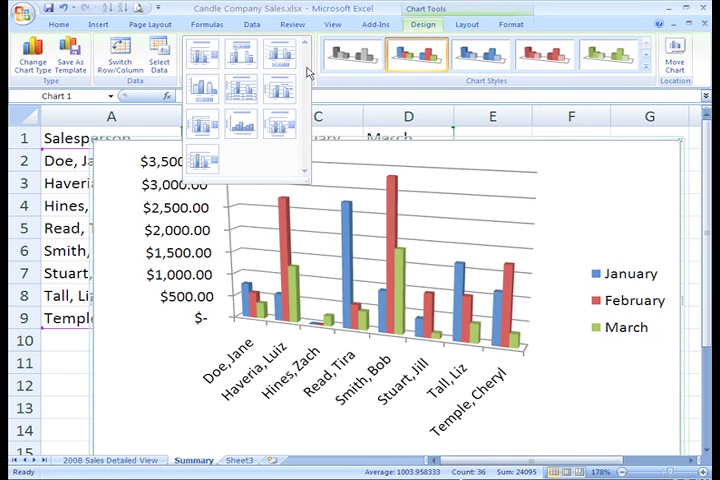 Candle Company Sales.xlsx - Microsoft Excel
Chart Tools
Home Insert Page Layout Formulas Data Review View Add-Ins Design Layout Format
Change Chart Type
Save As Template
Switch Row/Column
Select Data
Move Chart
Type
Data
Chart Styles
Location
Chart 1
A C D E F G
1 Salesperson March
2 Doe, Ja
3 Haveri
4 Hines,
5 Read, T
6 Smith,
7 Stuart,
8 Tall, Li
9 Temple
10
11
12
13
14
15
$3,50
$3,000.
$2,500.00
$2,000.00
$1,500.00
$1,000.00
$500.00
$-
Doe, Jane
Haveria, Luiz
Hines, Zach
Read, Tira
Smith, Bob
Stuart, Jill
Tall, Liz
Temple, Cheryl
January
February
March
2008 Sales Detailed View Summary Sheet3
Ready Average: 1003.958333 Count: 36 Sum: 24095 178%